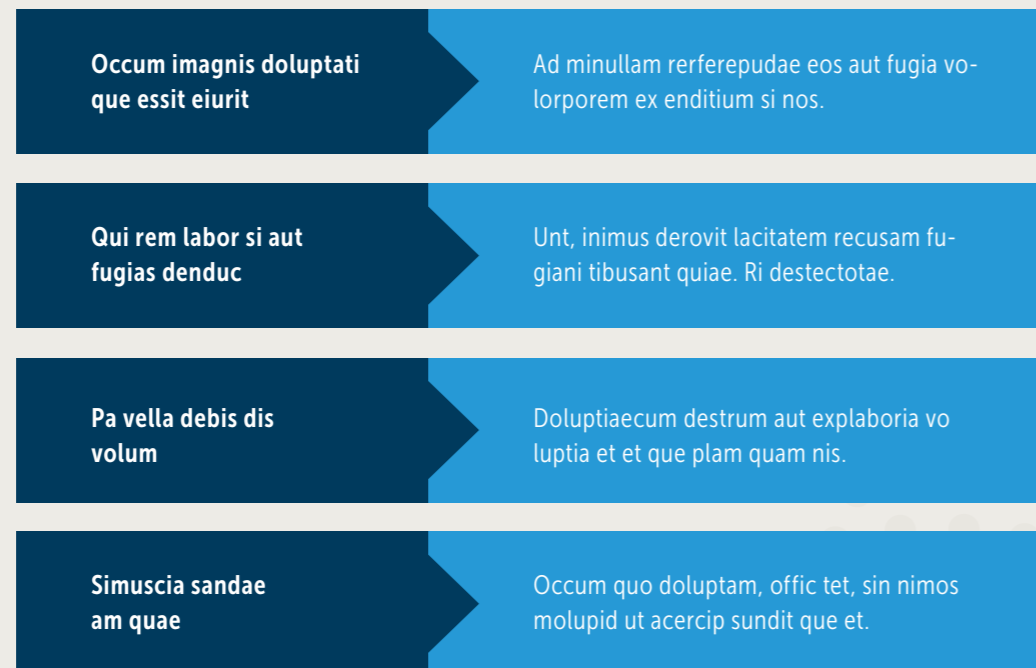 Occum imagnis doluptati
que essit eiurit
Ad minullam rerferepudae eos aut fugia vo-
lorporem ex enditium si nos.
Qui rem labor si aut
fugias denduc
Unt, inimus derovit lacitatem recusam fu-
giani tibusant quiae. Ri destectotae.
Pa vella debis dis
volum
Doluptiaecum destrum aut explaboria vo
luptia et et que plam quam nis.
Simuscia sandae
am quae
Occum quo doluptam, offic tet, sin nimos
molupid ut acercip sundit que et.